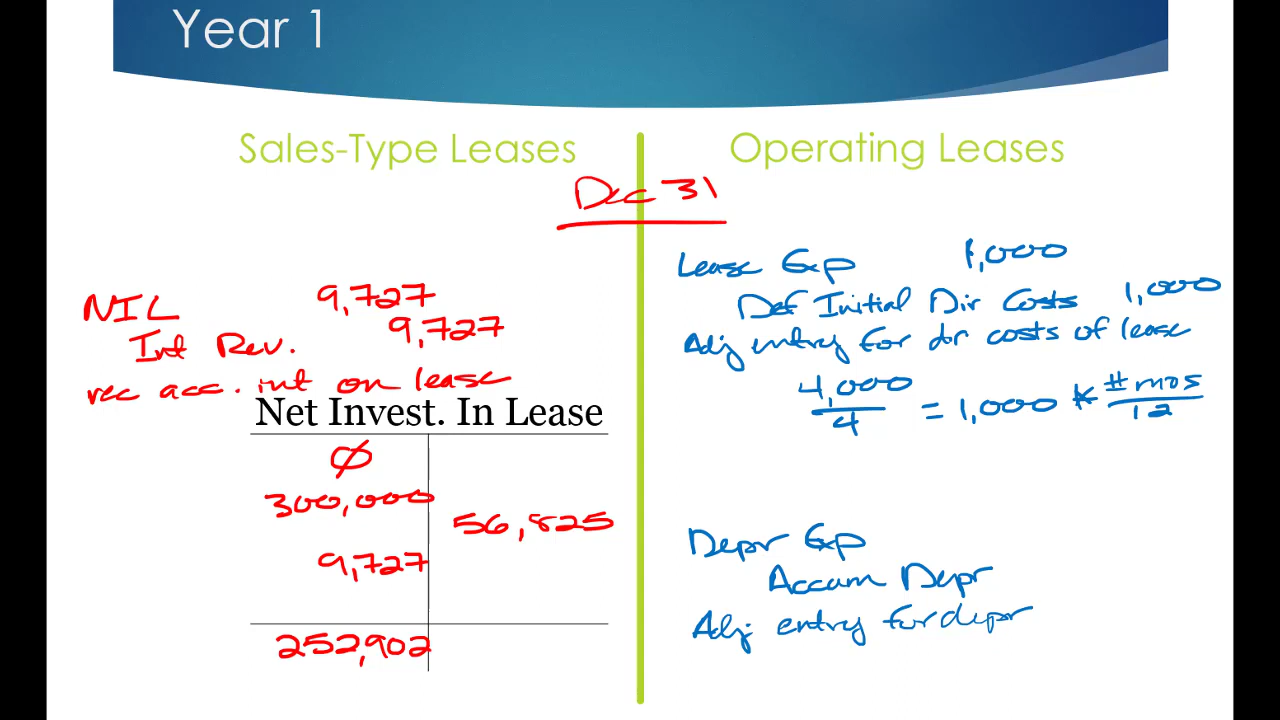 Year 1
Sales-Type Leases
Operating Leases
Dec 31
NIL 9,727
Int Rev. 9,727
rec acc. int on lease
Net Invest. In Lease
Ø
300,000
56,825
9,727
252,902
Lease Exp 1,000
Def Initial Dir Costs 1,000
Adj entry for dir costs of lease
4,000/4 = 1,000 * # mos/12
Depr Exp
Accum Depr
Adj entry for depr